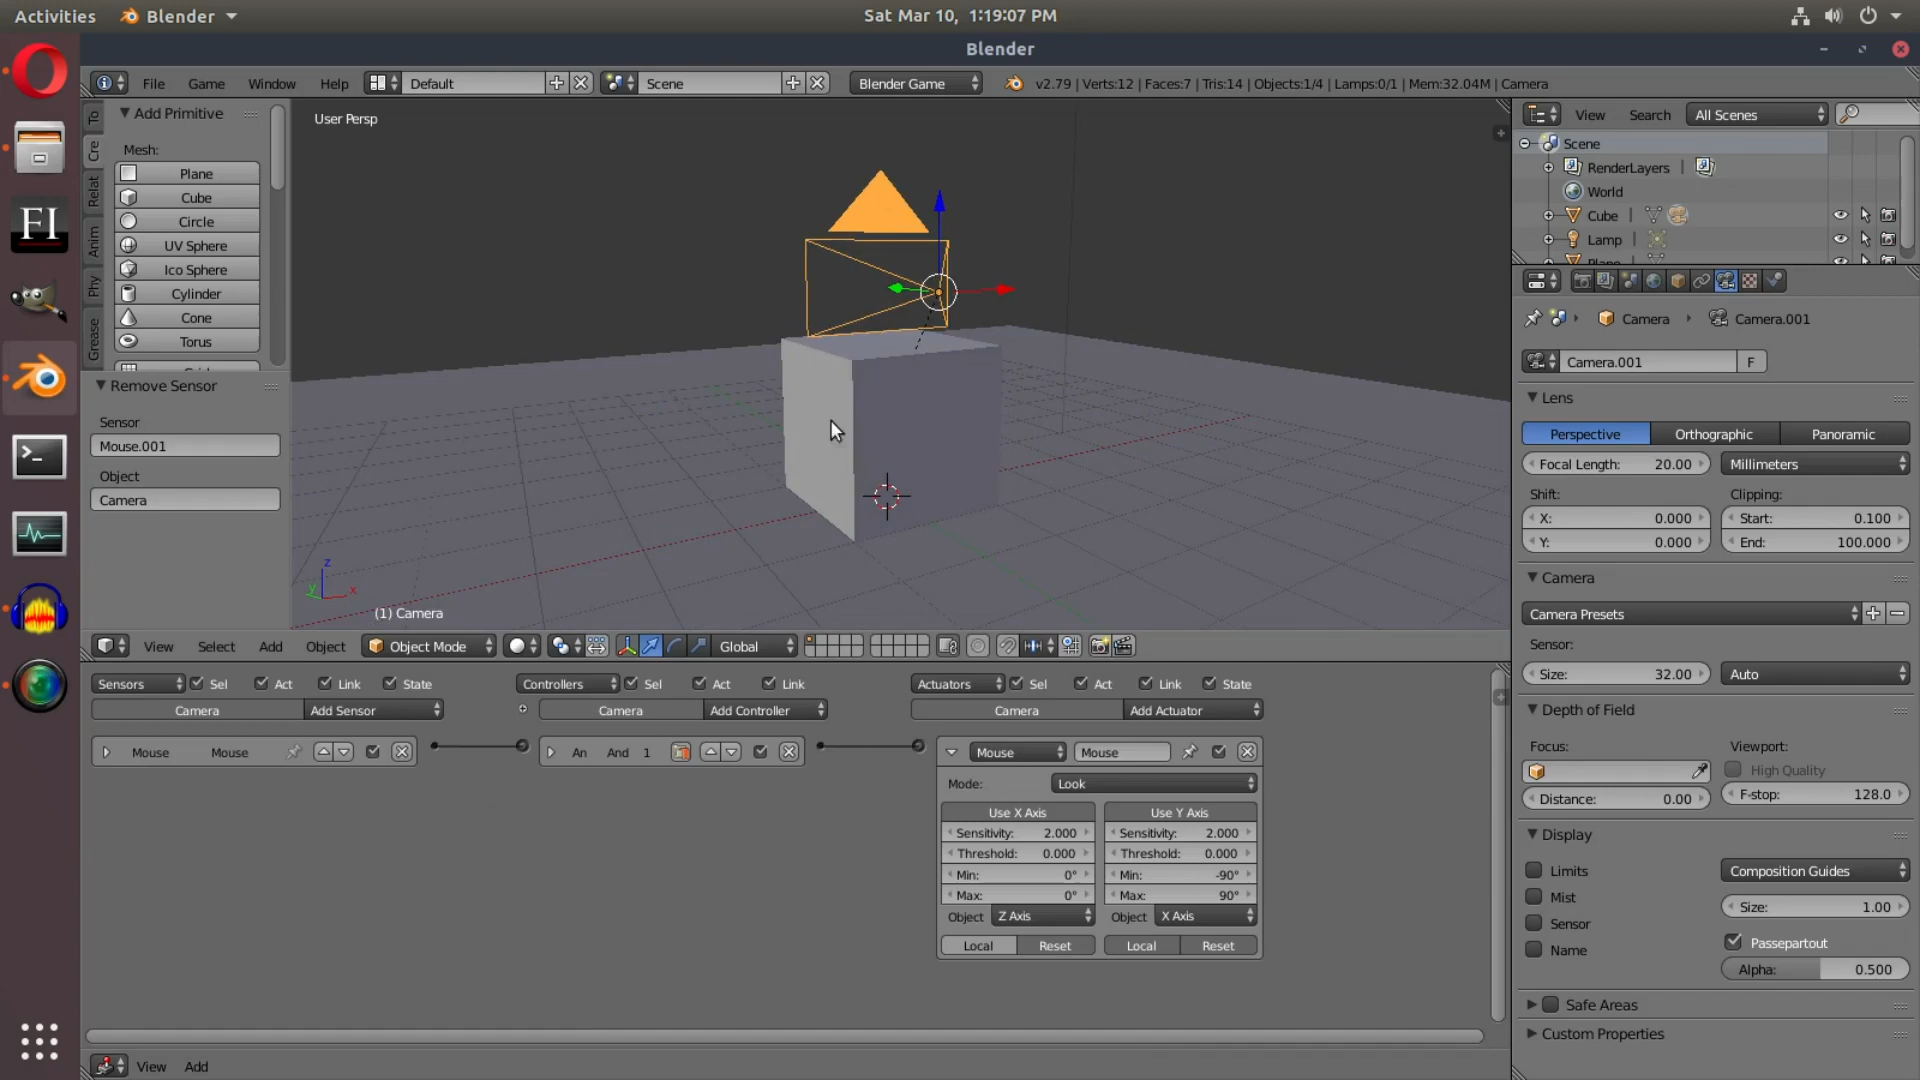 Activities Blender Sat Mar 10, 1:19:07 PM
Blender
File Game Window Help Default Scene Blender Game v2.79 | Verts:12 | Faces:7 | Tris:14 | Objects:1/4 | Lamps:0/1 | Mem:32.04M | Camera
To
Cre
Relat
Anim
Phy
Grease
Add Primitive
Mesh:
Plane
Cube
Circle
UV Sphere
Ico Sphere
Cylinder
Cone
Torus
Remove Sensor
Sensor
Mouse.001
Object
Camera
FI
User Persp
z
y x
(1) Camera
View Select Add Object Object Mode Global
Sensors Sel Act Link State Controllers Sel Act Link Actuators Sel Act Link State
Camera Add Sensor Camera Add Controller Camera Add Actuator
Mouse Mouse An And 1 Mouse Mouse
Mode: Look
Use X Axis Use Y Axis
Sensitivity: 2.000 Sensitivity: 2.000
Threshold: 0.000 Threshold: 0.000
Min: 0° Min: -90°
Max: 0° Max: 90°
Object Z Axis Object X Axis
Local Reset Local Reset
View Add
View Search All Scenes
Scene
RenderLayers |
World
Cube |
Lamp |
Plane
Camera Camera.001
Camera.001 F
Lens
Perspective Orthographic Panoramic
Focal Length: 20.00 Millimeters
Shift: Clipping:
X: 0.000 Start: 0.100
Y: 0.000 End: 100.000
Camera
Camera Presets
Sensor:
Size: 32.00 Auto
Depth of Field
Focus: Viewport:
High Quality
Distance: 0.00 F-stop: 128.0
Display
Limits Composition Guides
Mist
Sensor Size: 1.00
Name Passepartout
Alpha: 0.500
Safe Areas
Custom Properties